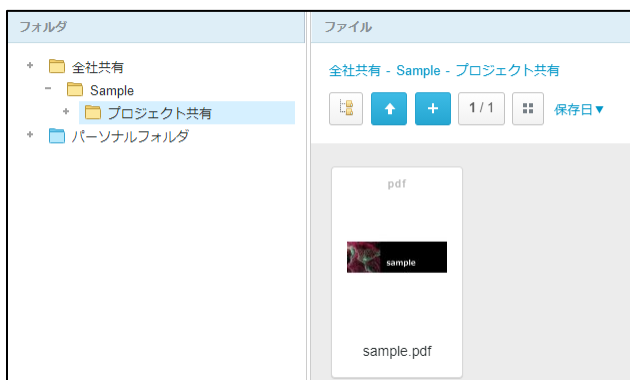 フォルダ
全社共有
Sample
プロジェクト共有
パーソナルフォルダ
ファイル
全社共有 - Sample - プロジェクト共有
1 / 1
保存日▼
pdf
sample
sample.pdf